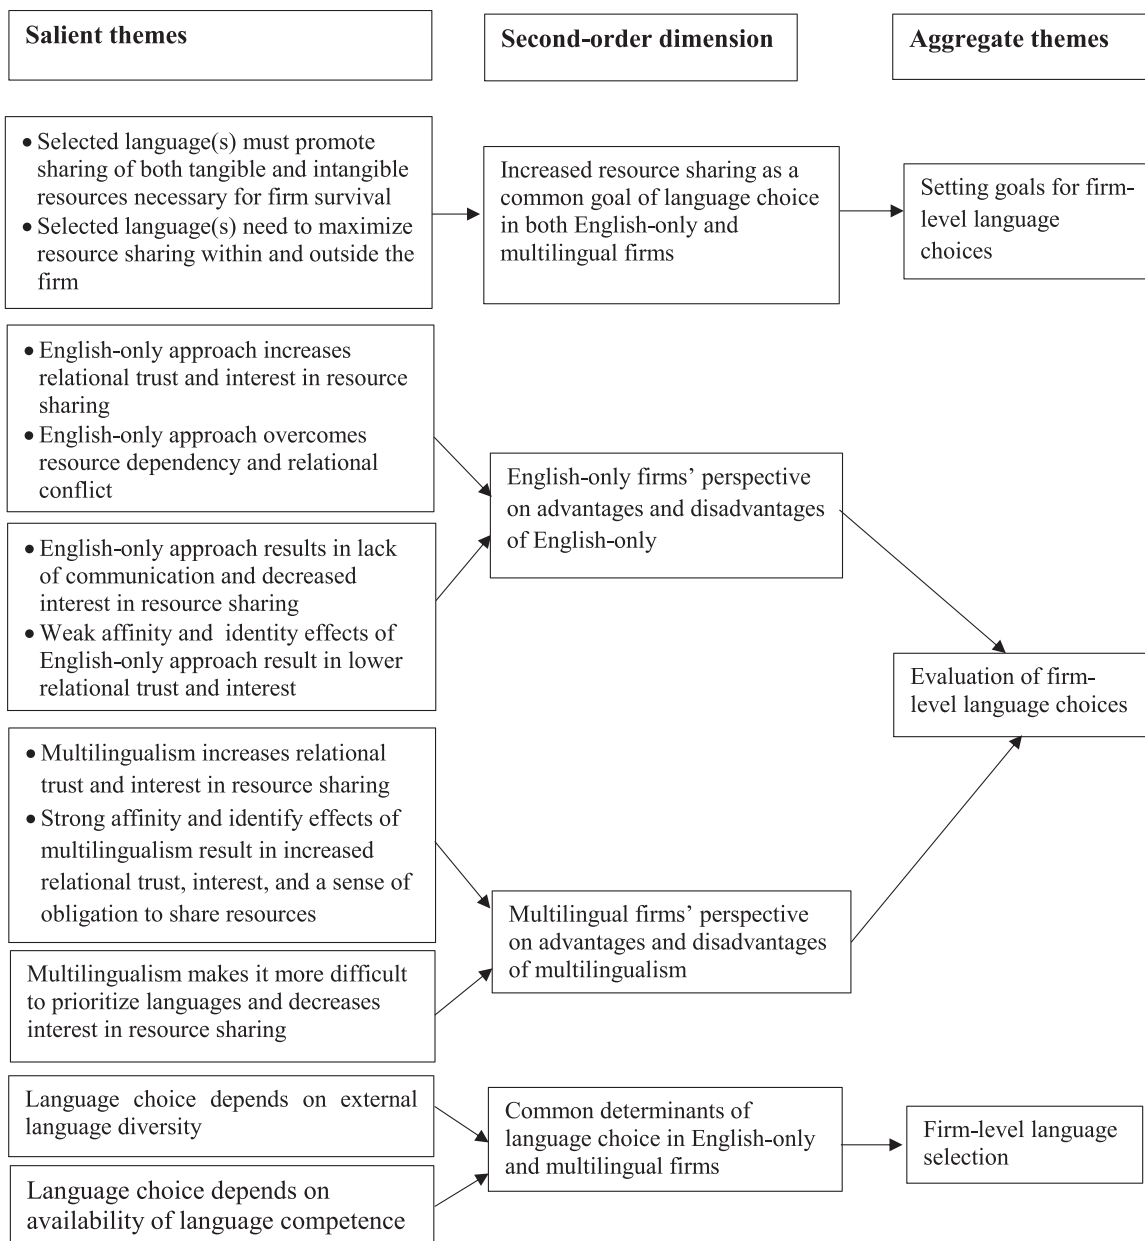 Salient themes
Second-order dimension
Aggregate themes
• Selected language(s) must promote
sharing of both tangible and intangible
resources necessary for firm survival
• Selected language(s) need to maximize
resource sharing within and outside the
firm
Increased resource sharing as a
common goal of language choice
in both English-only and
multilingual firms
Setting goals for firm-
level language
choices
• English-only approach increases
relational trust and interest in resource
sharing
• English-only approach overcomes
resource dependency and relational
conflict
• English-only approach results in lack
of communication and decreased
interest in resource sharing
• Weak affinity and identity effects of
English-only approach result in lower
relational trust and interest
English-only firms’ perspective
on advantages and disadvantages
of English-only
Evaluation of firm-
level language choices
• Multilingualism increases relational
trust and interest in resource sharing
• Strong affinity and identify effects of
multilingualism result in increased
relational trust, interest, and a sense of
obligation to share resources
Multilingualism makes it more difficult
to prioritize languages and decreases
interest in resource sharing
Multilingual firms’ perspective
on advantages and disadvantages
of multilingualism
Language choice depends on external
language diversity
Language choice depends on
availability of language competence
Common determinants of
language choice in English-only
and multilingual firms
Firm-level language
selection